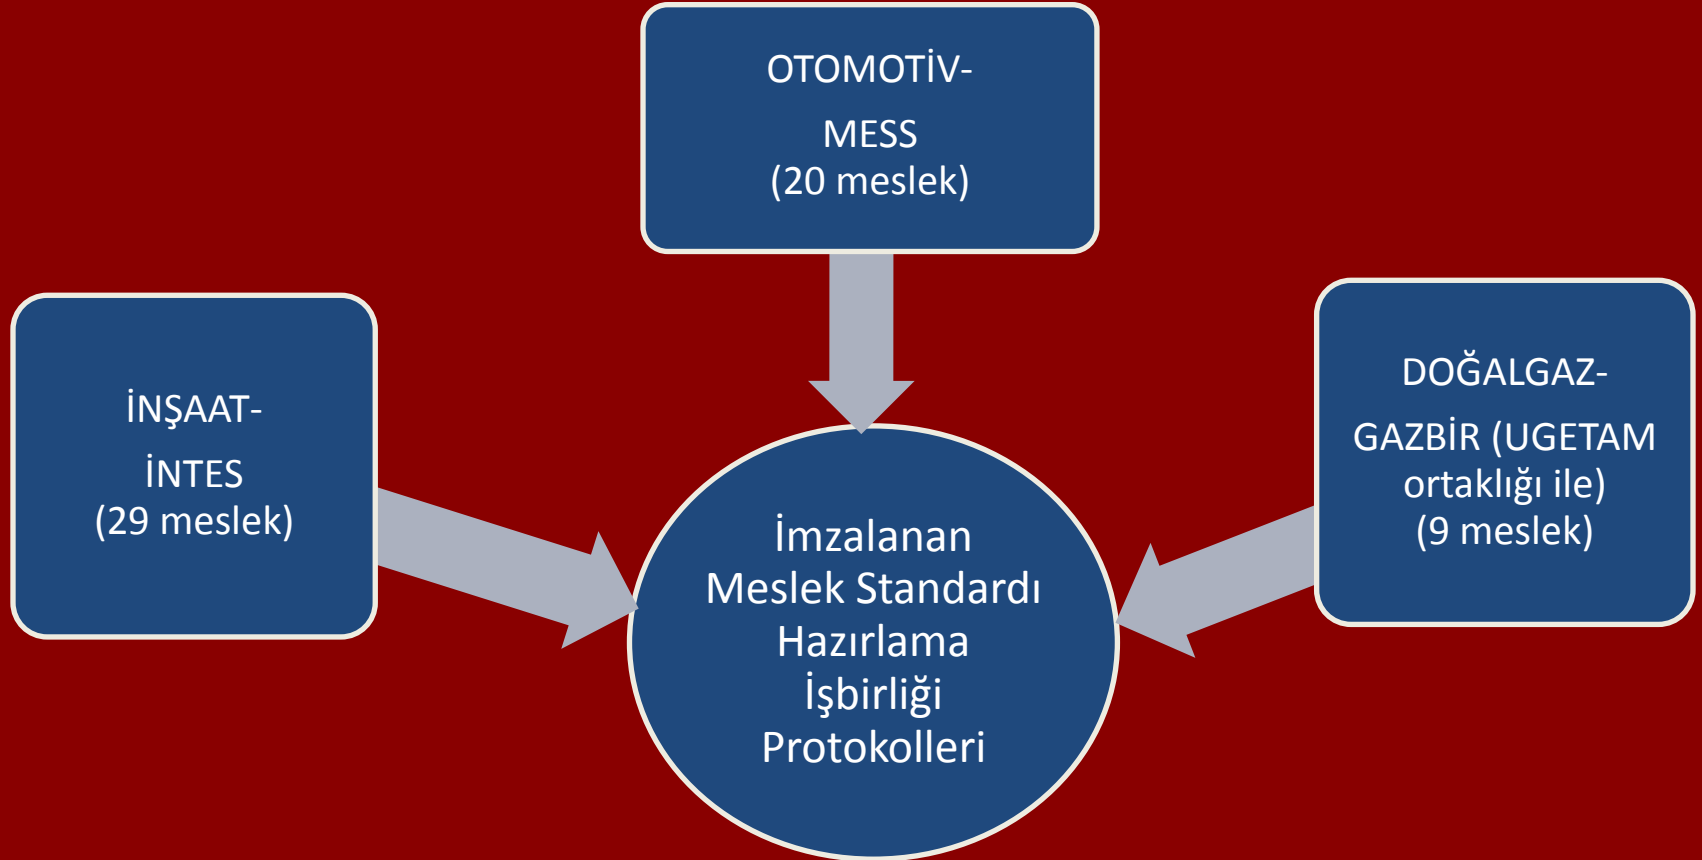 OTOMOTİV-
MESS
(20 meslek)
İNŞAAT-
İNTES
(29 meslek)
DOĞALGAZ-
GAZBİR (UGETAM
ortaklığı ile)
(9 meslek)
İmzalanan
Meslek Standardı
Hazırlama
İşbirliği
Protokolleri